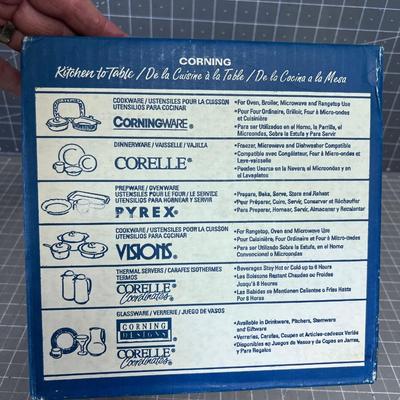 CORNING
Kitchen to Table / De la Cuisine à la Table / De la Cocina a la Mesa
COOKWARE / USTENSILES POUR LA CUISSON
UTENSILIOS PARA COCINAR
CORNINGWARE®
•For Oven, Broiler, Microwave and Rangetop Use
•Pour Four Ordinaire, Grilloir, Four à Micro-ondes
et Cuisinière
•Para ser Utilizados en el Horno, la Parrilla, el
Microondas, Sobre la Estufa y Para Servir
DINNERWARE / VAISSELLE / VAJILLA
CORELLE®
•Freezer, Microwave and Dishwasher Compatible
•Compatible avec Congélateur, Four à Micro-ondes et
Lave-vaisselle
•Pueden Usarse en la Nevera, el Microondas y en
el Lavaplatos
PREPWARE / OVENWARE
USTENSILES POUR LE FOUR / LE SERVICE
UTENSILIOS PARA HORNEAR Y SERVIR
PYREX®
•Prepare, Bake, Serve, Store and Reheat
•Pour Préparer, Cuire, Servir, Conserver et Réchauffer
•Para Preparar, Hornear, Servir, Almacenar y Recalentar
COOKWARE / USTENSILES POUR LA CUISSON
UTENSILIOS PARA COCINAR
VISIONS®
•For Rangetop, Oven and Microwave Use
•Pour Cuisinière, Four Ordinaire et Four à Micro-ondes
•Para ser Utilizado Sobre la Estufa, en el Horno
Convencional o Microondas
THERMAL SERVERS / CARAFES ISOTHERMES
TERMOS
CORELLE®
Coordinates®
•Beverages Stay Hot or Cold up to 6 Hours
•Les Boissons Restent Chaudes ou Froides
Jusqu'à 6 Heures
•Las Bebidas se Mantienen Calientes o Frías Hasta
Por 6 Horas
GLASSWARE / VERRERIE / JUEGO DE VASOS
CORNING
DESIGNS®
CORELLE®
Coordinates®
•Available in Drinkware, Pitchers, Stemware
and Giftware
•Verreries, Carafes, Coupes et Articles-cadeaux Variés
•Disponibles en Juegos de Vasos y de Copas en Jarras,
y Para Regalos